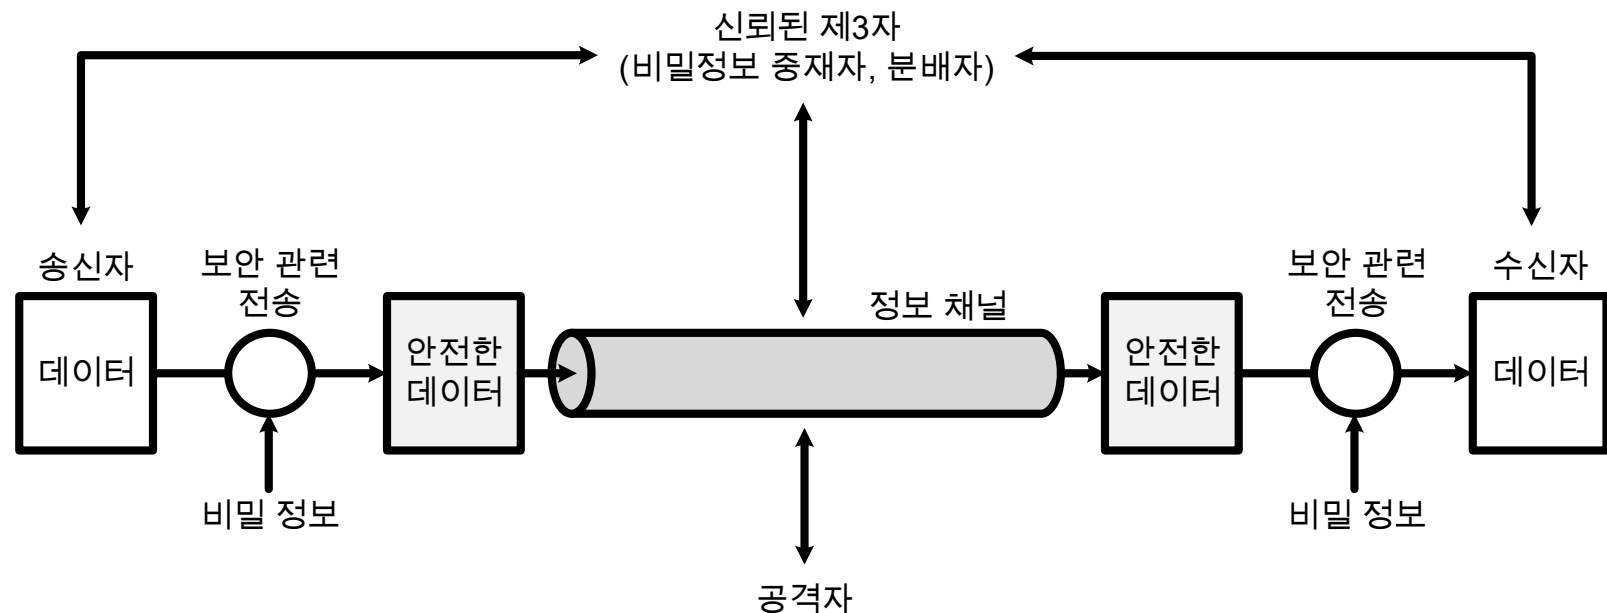 신뢰된 제3자
(비밀정보 중재자, 분배자)
송신자
보안 관련
전송
정보 채널
보안 관련
전송
수신자
데이터
안전한
데이터
안전한
데이터
데이터
비밀 정보
비밀 정보
공격자